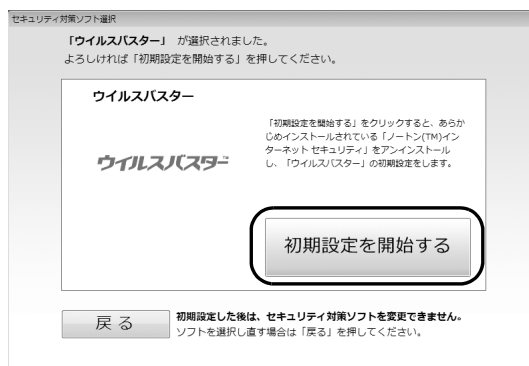 セキュリティ対策ソフト選択
「ウイルスバスター」 が選択されました。
よろしければ「初期設定を開始する」を押してください。
ウイルスバスター
「初期設定を開始する」をクリックすると、あらか
じめインストールされている「ノートン(TM)イン
ターネット セキュリティ」をアンインストール
し、「ウイルスバスター」の初期設定をします。
ウイルスバスター
初期設定を開始する
戻 る
初期設定した後は、セキュリティ対策ソフトを変更できません。
ソフトを選択し直す場合は「戻る」を押してください。